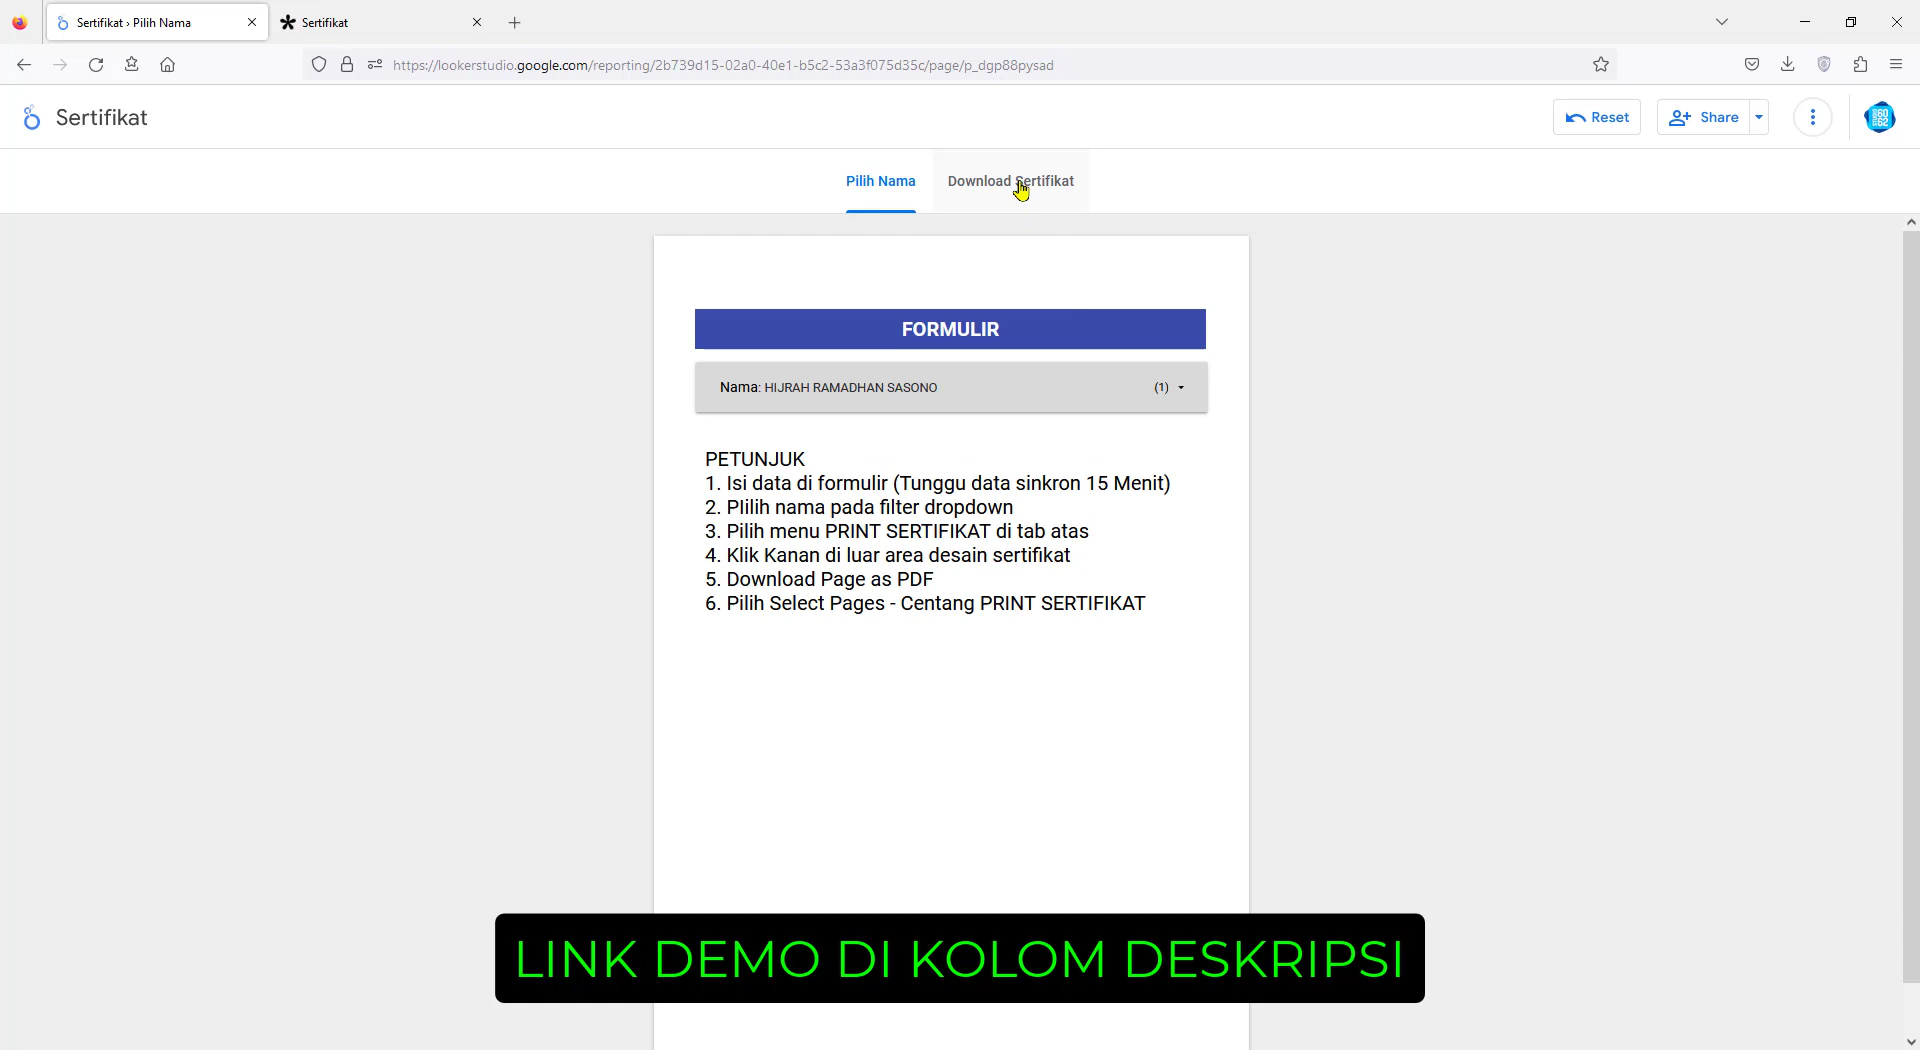 Sertifikat › Pilih Nama
Sertifikat
https://lookerstudio.google.com/reporting/2b739d15-02a0-40e1-b5c2-53a3f075d35c/page/p_dgp88pysad
Sertifikat
Reset
Share
Pilih Nama
Download Sertifikat
FORMULIR
Nama: HIJRAH RAMADHAN SASONO (1)
PETUNJUK
1. Isi data di formulir (Tunggu data sinkron 15 Menit)
2. PIilih nama pada filter dropdown
3. Pilih menu PRINT SERTIFIKAT di tab atas
4. Klik Kanan di luar area desain sertifikat
5. Download Page as PDF
6. Pilih Select Pages - Centang PRINT SERTIFIKAT
LINK DEMO DI KOLOM DESKRIPSI